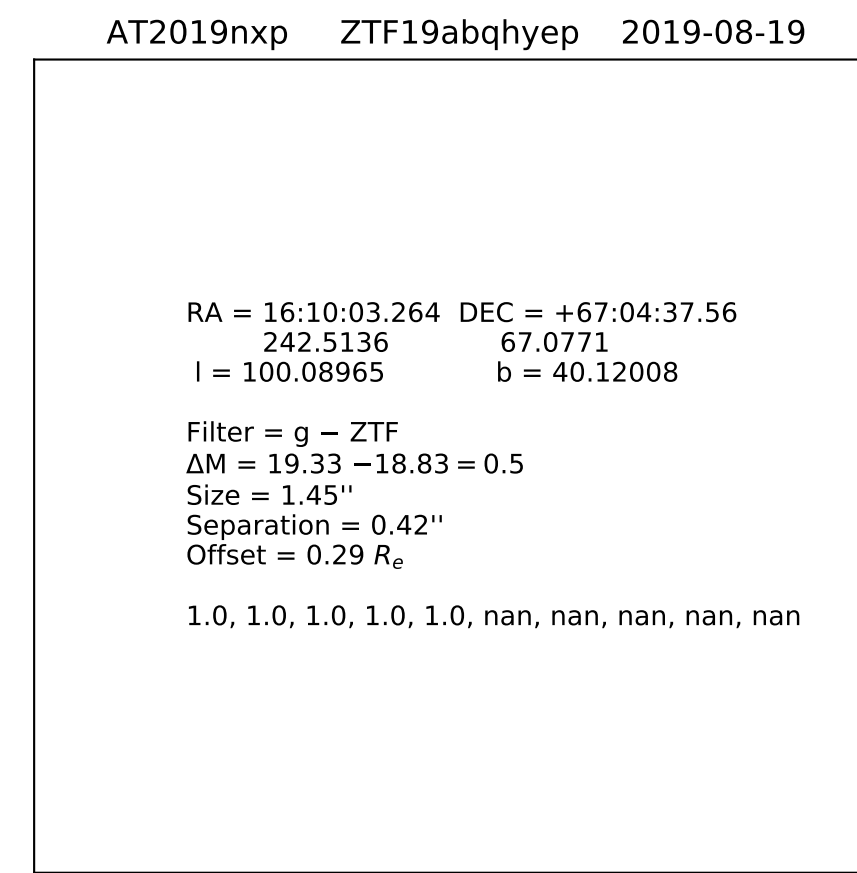 AT2019nxp ZTF19abqhyep 2019-08-19
RA = 16:10:03.264 DEC = +67:04:37.56
242.5136 67.0771
l = 100.08965 b = 40.12008
Filter = g − ZTF
ΔM = 19.33 −18.83 = 0.5
Size = 1.45''
Separation = 0.42''
Offset = 0.29 Re
1.0, 1.0, 1.0, 1.0, 1.0, nan, nan, nan, nan, nan